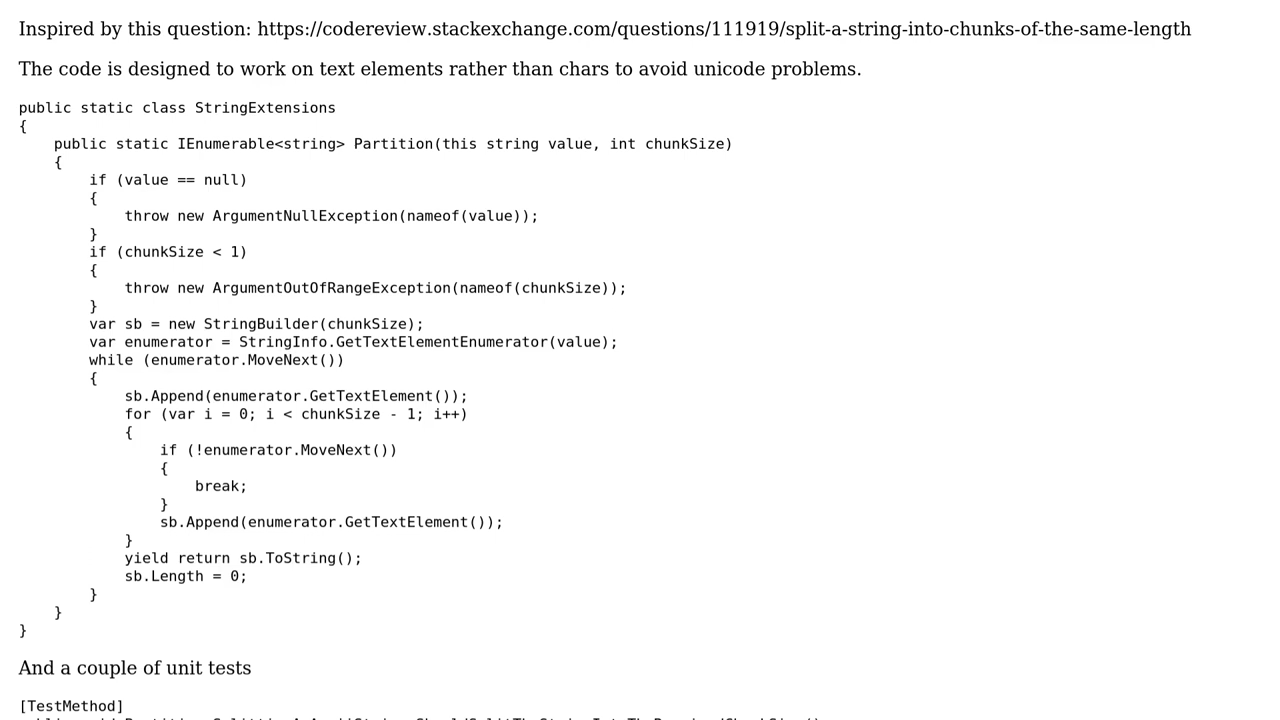 Inspired by this question: https://codereview.stackexchange.com/questions/111919/split-a-string-into-chunks-of-the-same-length
The code is designed to work on text elements rather than chars to avoid unicode problems.
public static class StringExtensions
{
    public static IEnumerable<string> Partition(this string value, int chunkSize)
    {
        if (value == null)
        {
            throw new ArgumentNullException(nameof(value));
        }
        if (chunkSize < 1)
        {
            throw new ArgumentOutOfRangeException(nameof(chunkSize));
        }
        var sb = new StringBuilder(chunkSize);
        var enumerator = StringInfo.GetTextElementEnumerator(value);
        while (enumerator.MoveNext())
        {
            sb.Append(enumerator.GetTextElement());
            for (var i = 0; i < chunkSize - 1; i++)
            {
                if (!enumerator.MoveNext())
                {
                    break;
                }
                sb.Append(enumerator.GetTextElement());
            }
            yield return sb.ToString();
            sb.Length = 0;
        }
    }
}
And a couple of unit tests
[TestMethod]